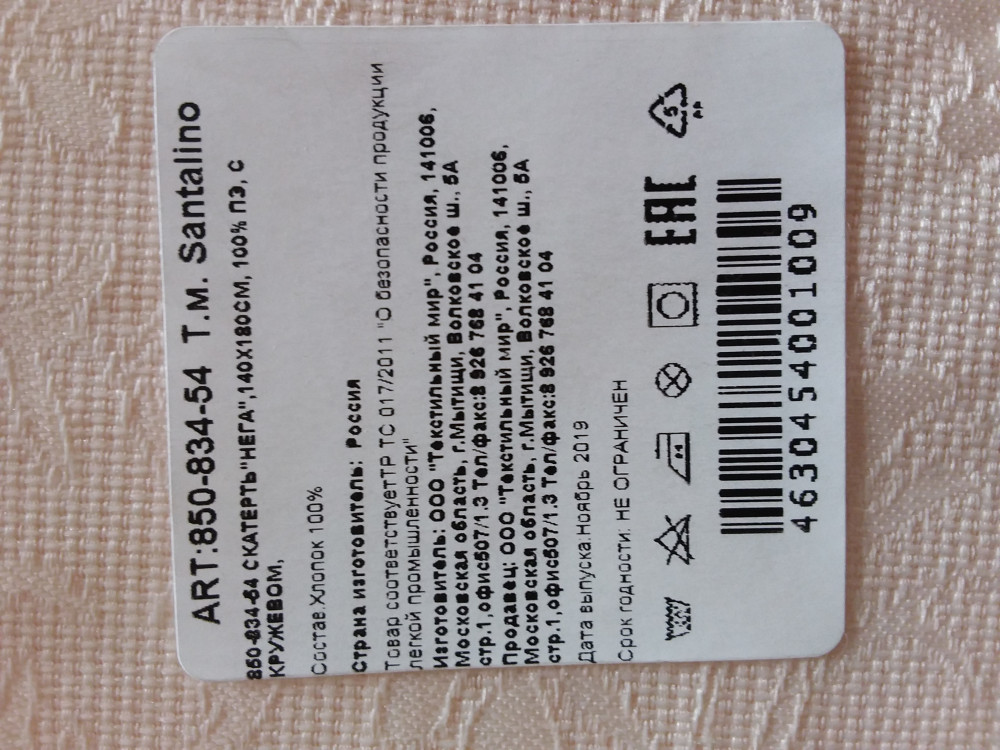 ART:850-834-54 Т.м. Santalino
850-834-54 СКАТЕРТЬ"НЕГА",140Х180СМ, 100% ПЭ, С
КРУЖЕВОИМ,
Состав.Хлопок 100%
Страна изготовитель: Россия
Товар соответствуетТР ТС 017/2011 "О безопасности продукции
легкой промышленности"
Изготовитель: ООО "Текстильный мир", Россия, 141006,
Московская область, г.Мытищи, Волковское ш., 5А
стр.1,офис507/1.3 Тел/факс:8 926 768 41 04
Продавец: ООО "Текстильный мир", Россия, 141006,
Московская область, г.Мытищи, Волковское ш., 5А
стр.1,офис507/1.3 Тел/факс:8 926 768 41 04
Дата выпуска:Ноябрь 2019
Срок годности: НЕ ОГРАНИЧЕН
EAC
5
PP
4630454001009